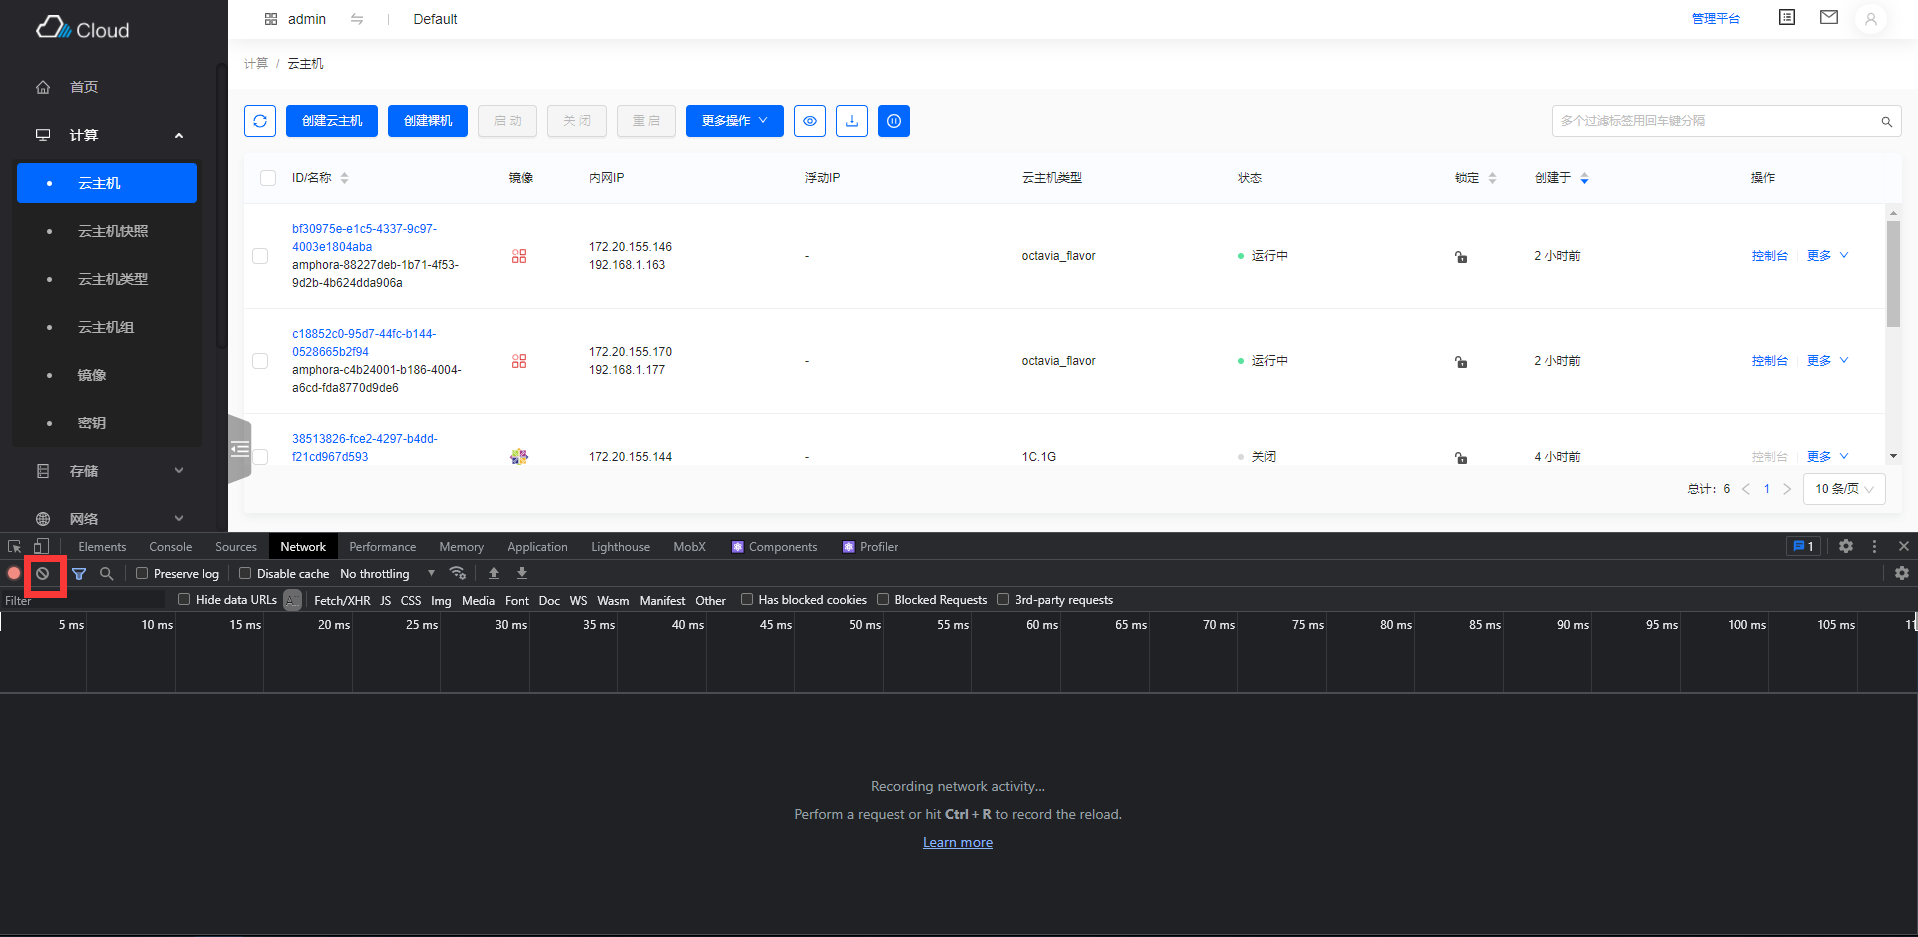 Cloud
admin
Default
管理平台
首页
计算
云主机
云主机快照
云主机类型
云主机组
镜像
密钥
存储
网络
计算 / 云主机
创建云主机 创建裸机 启 动 关 闭 重 启 更多操作
多个过滤标签用回车键分隔
ID/名称 镜像 内网IP 浮动IP 云主机类型 状态 锁定 创建于 操作
bf30975e-e1c5-4337-9c97-
4003e1804aba
amphora-88227deb-1b71-4f53-
9d2b-4b624dda906a
172.20.155.146
192.168.1.163
-
octavia_flavor
运行中
2 小时前
控制台 更多
c18852c0-95d7-44fc-b144-
0528665b2f94
amphora-c4b24001-b186-4004-
a6cd-fda8770d9de6
172.20.155.170
192.168.1.177
-
octavia_flavor
运行中
2 小时前
控制台 更多
38513826-fce2-4297-b4dd-
f21cd967d593
172.20.155.144
-
1C.1G
关闭
4 小时前
控制台 更多
总计: 6 < 1 > 10 条/页
Elements Console Sources Network Performance Memory Application Lighthouse MobX Components Profiler 1
Preserve log Disable cache No throttling
Filter Hide data URLs All Fetch/XHR JS CSS Img Media Font Doc WS Wasm Manifest Other Has blocked cookies Blocked Requests 3rd-party requests
5 ms 10 ms 15 ms 20 ms 25 ms 30 ms 35 ms 40 ms 45 ms 50 ms 55 ms 60 ms 65 ms 70 ms 75 ms 80 ms 85 ms 90 ms 95 ms 100 ms 105 ms 11
Recording network activity...
Perform a request or hit Ctrl + R to record the reload.
Learn more